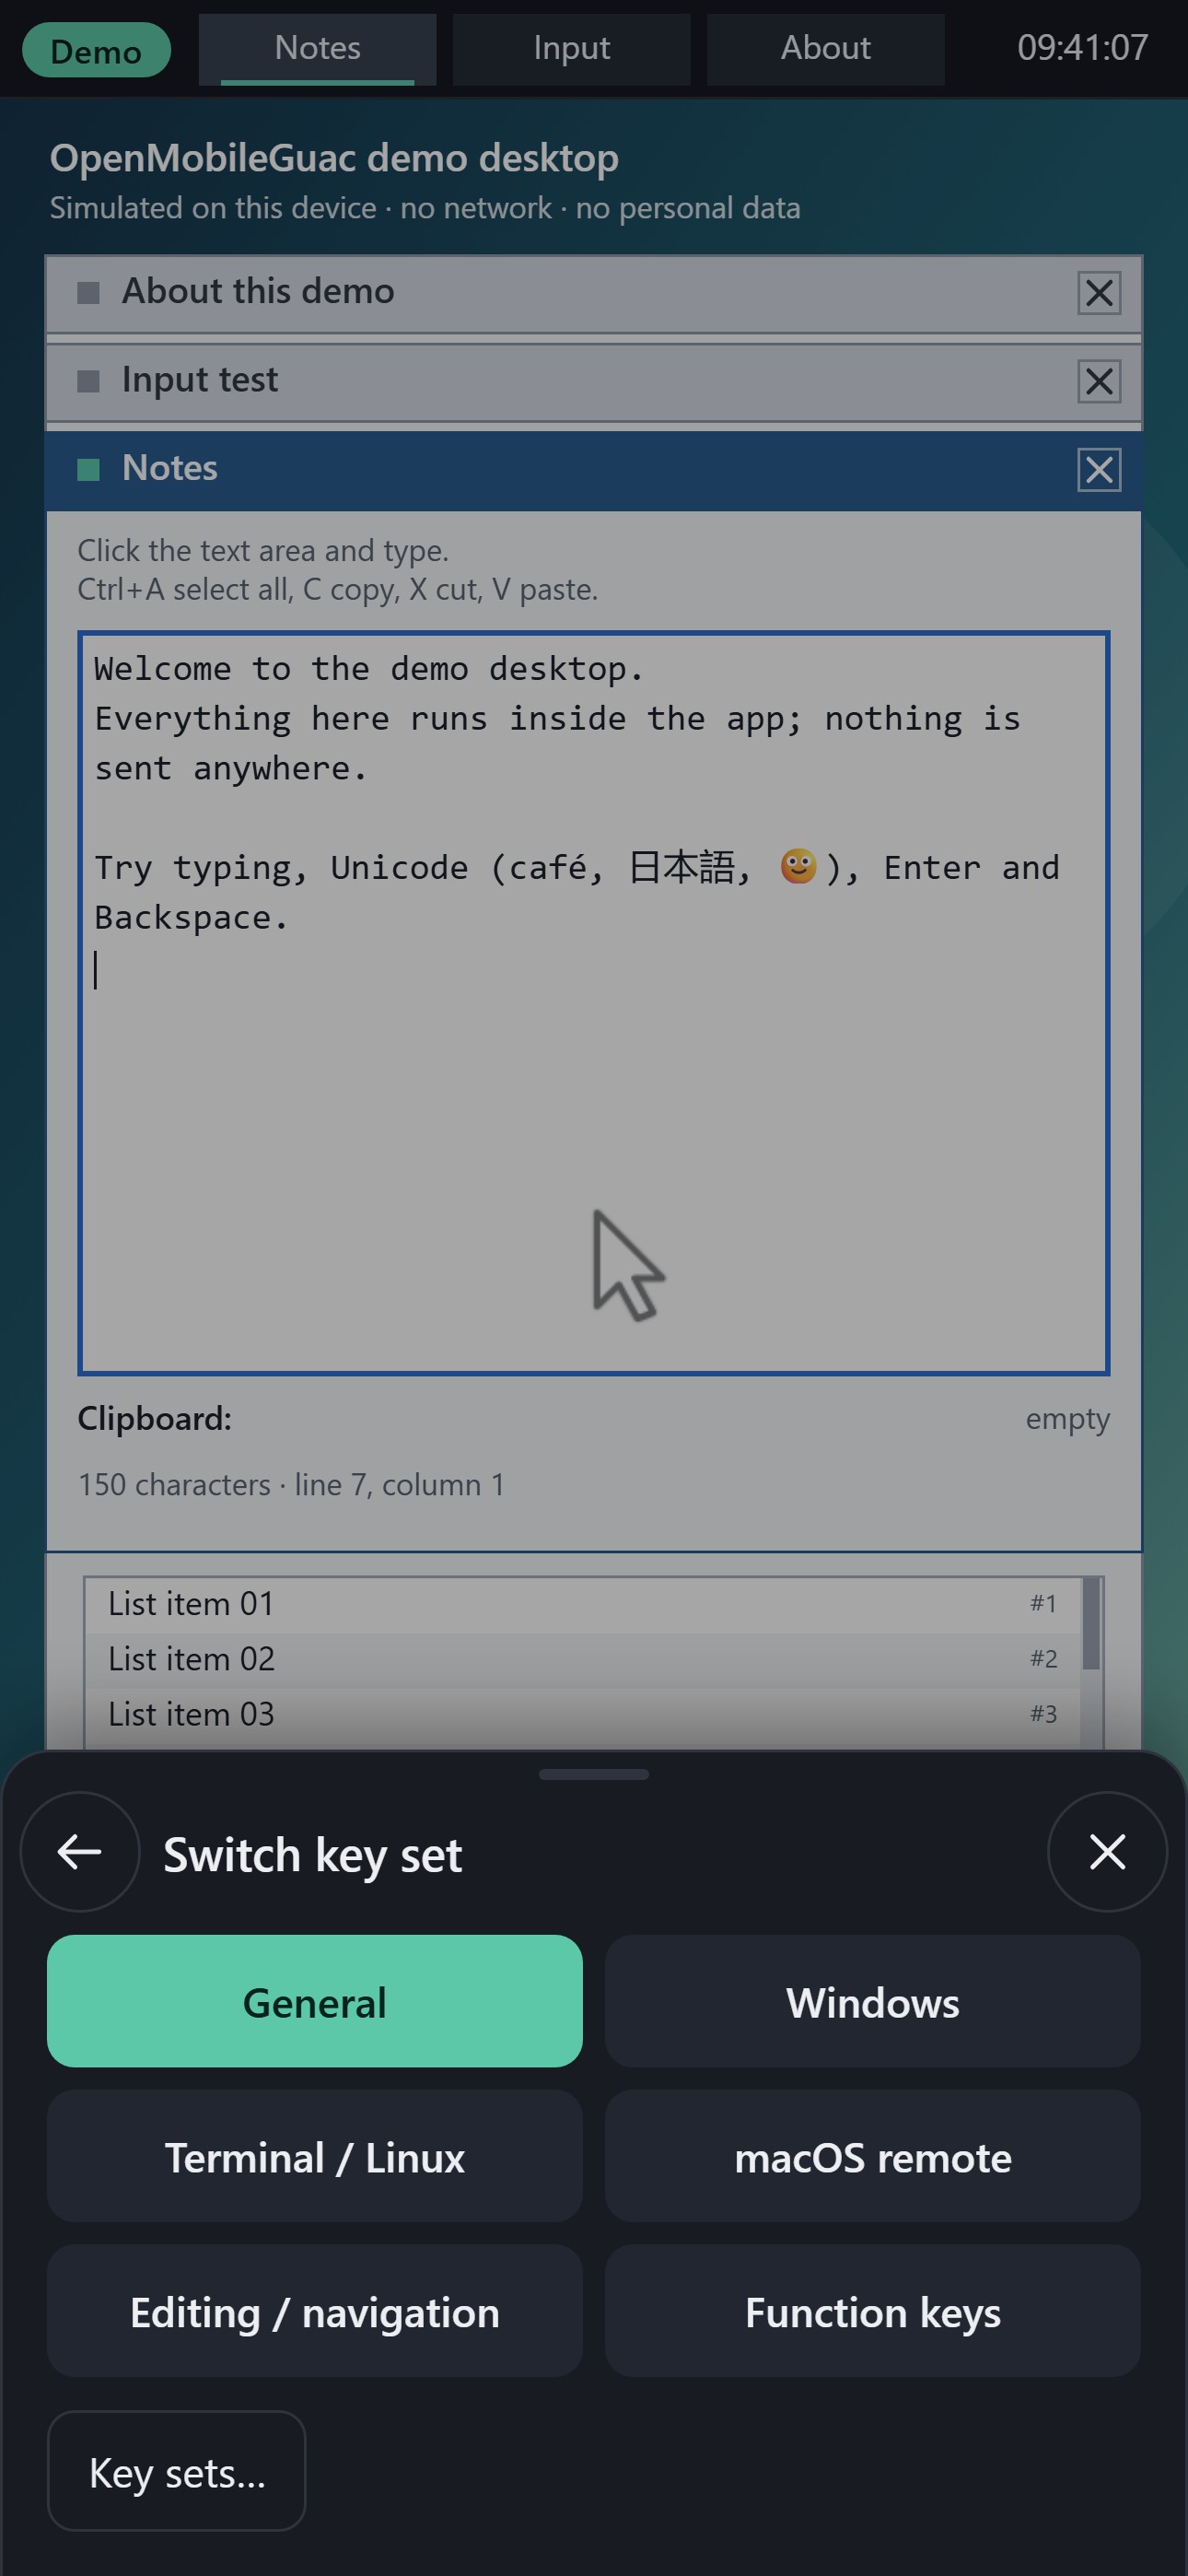 Demo
Notes
Input
About
09:41:07
OpenMobileGuac demo desktop
Simulated on this device · no network · no personal data
About this demo
Input test
Notes
Click the text area and type.
Ctrl+A select all, C copy, X cut, V paste.
Welcome to the demo desktop.
Everything here runs inside the app; nothing is
sent anywhere.
Try typing, Unicode (café, 日本語, 🙂), Enter and
Backspace.
Clipboard:
empty
150 characters · line 7, column 1
List item 01
#1
List item 02
#2
List item 03
#3
Switch key set
General
Windows
Terminal / Linux
macOS remote
Editing / navigation
Function keys
Key sets...